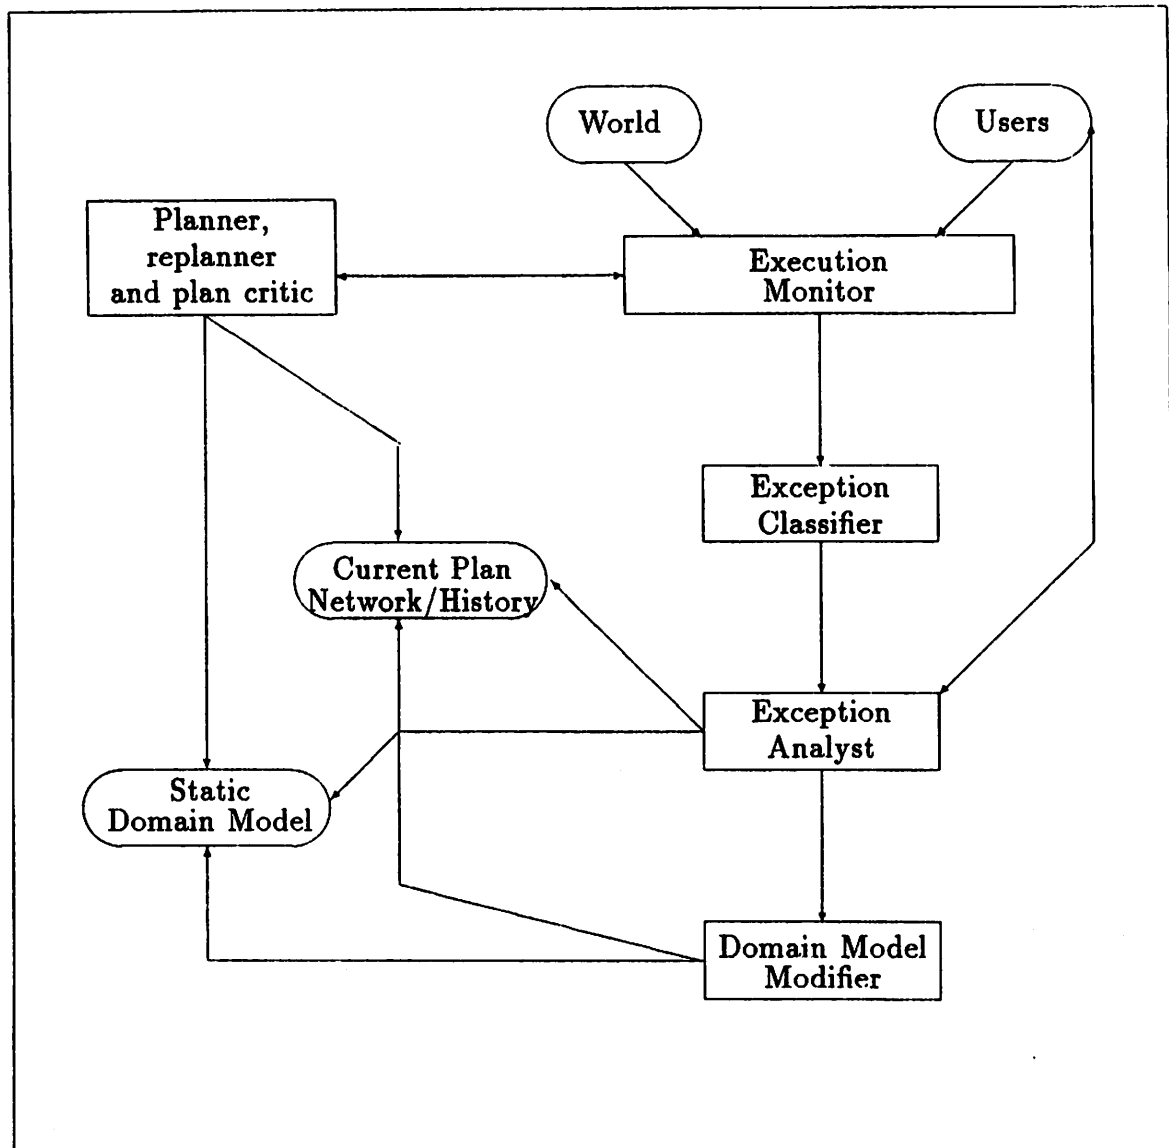 World
Users
Planner,
replanner
and plan critic
Execution
Monitor
Exception
Classifier
Current Plan
Network/History
Exception
Analyst
Static
Domain Model
Domain Model
Modifier